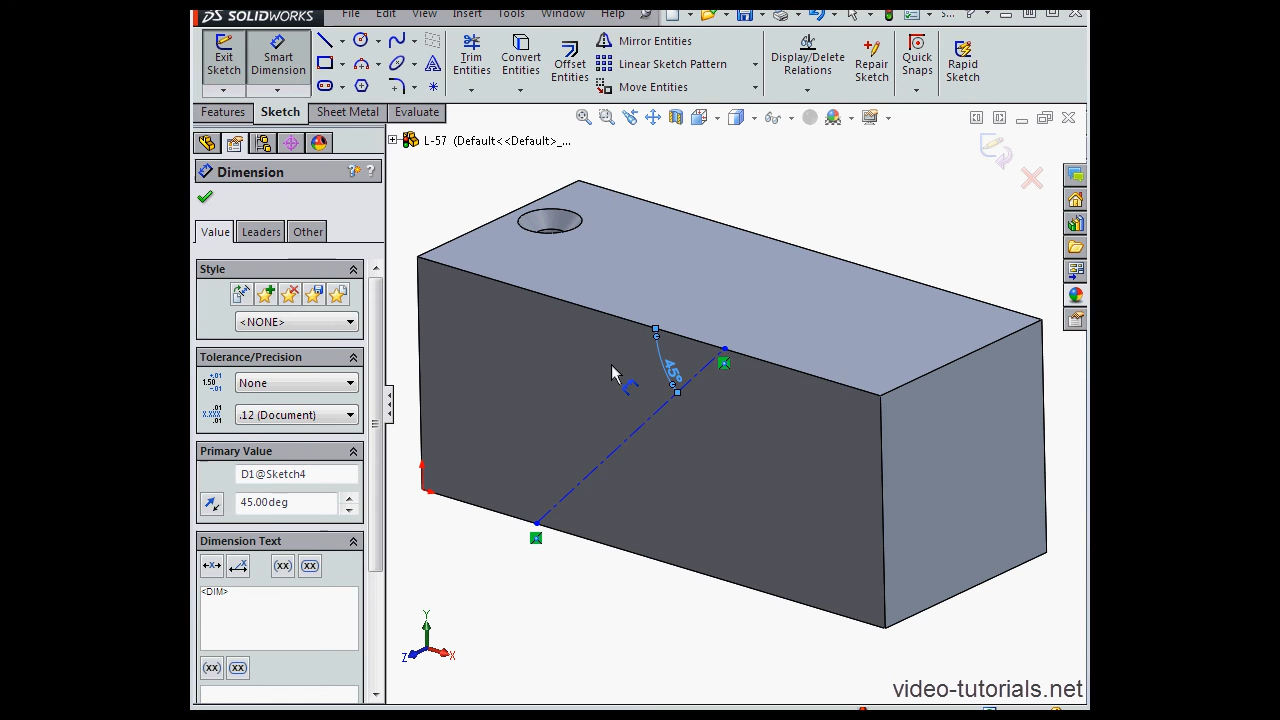 SOLIDWORKS File Edit View Insert Tools Window Help s...
Exit Sketch
Smart Dimension
Trim Entities
Convert Entities
Offset Entities
Mirror Entities
Linear Sketch Pattern
Move Entities
Display/Delete Relations
Repair Sketch
Quick Snaps
Rapid Sketch
Features Sketch Sheet Metal Evaluate
L-57 (Default<<Default>_...
Dimension
Value Leaders Other
Style
<NONE>
Tolerance/Precision
None
.12 (Document)
Primary Value
D1@Sketch4
45.00deg
Dimension Text
<DIM>
45°
Y
Z X
video-tutorials.net